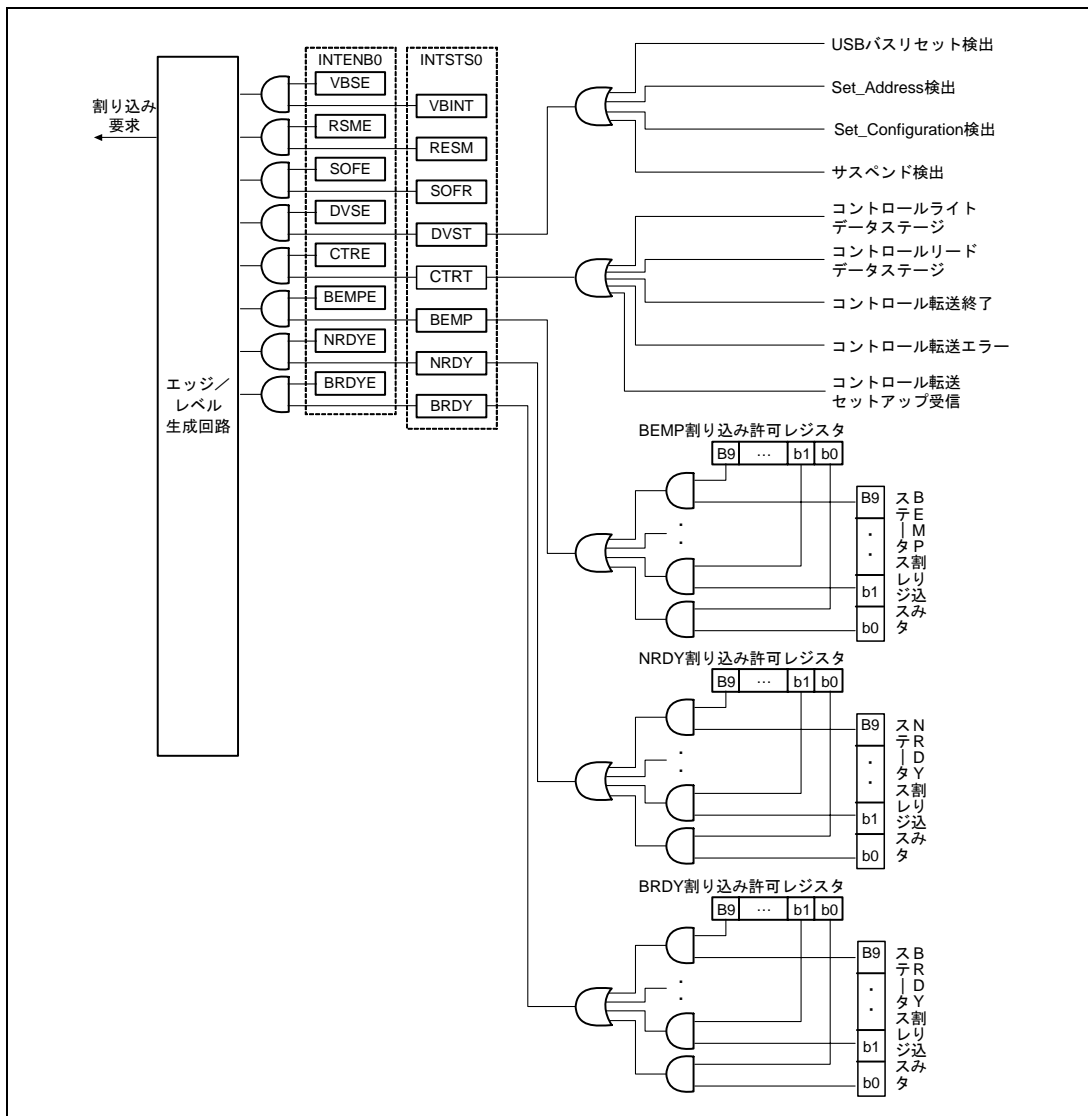 INTENB0
INTSTS0
VBSE
VBINT
RSME
RESM
SOFE
SOFR
DVSE
DVST
CTRE
CTRT
BEMPE
BEMP
NRDYE
NRDY
BRDYE
BRDY
割り込み
要求
エッジ／
レベル
生成回路
USBバスリセット検出
Set_Address検出
Set_Configuration検出
サスペンド検出
コントロールライト
データステージ
コントロールリード
データステージ
コントロール転送終了
コントロール転送エラー
コントロール転送
セットアップ受信
BEMP割り込み許可レジスタ
B9 … b1 b0
B9
b1
b0
BEMP割り込み
ステータスレジスタ
NRDY割り込み許可レジスタ
B9 … b1 b0
B9
b1
b0
NRDY割り込み
ステータスレジスタ
BRDY割り込み許可レジスタ
B9 … b1 b0
B9
b1
b0
BRDY割り込み
ステータスレジスタ